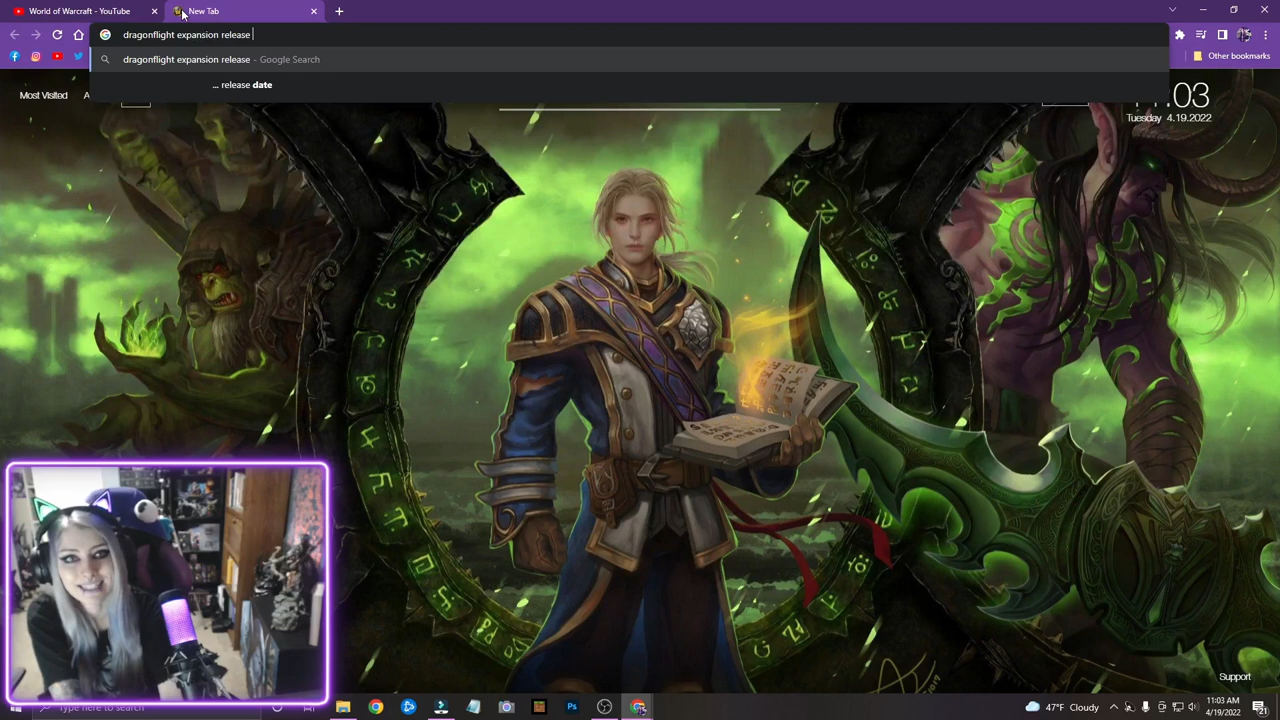 World of Warcraft - YouTube
New Tab
dragonflight expansion release
dragonflight expansion release - Google Search
... release date
Other bookmarks
Most Visited
A
:03
Tuesday 4.19.2022
Support
Type here to search
47°F Cloudy
11:03 AM
4/19/2022